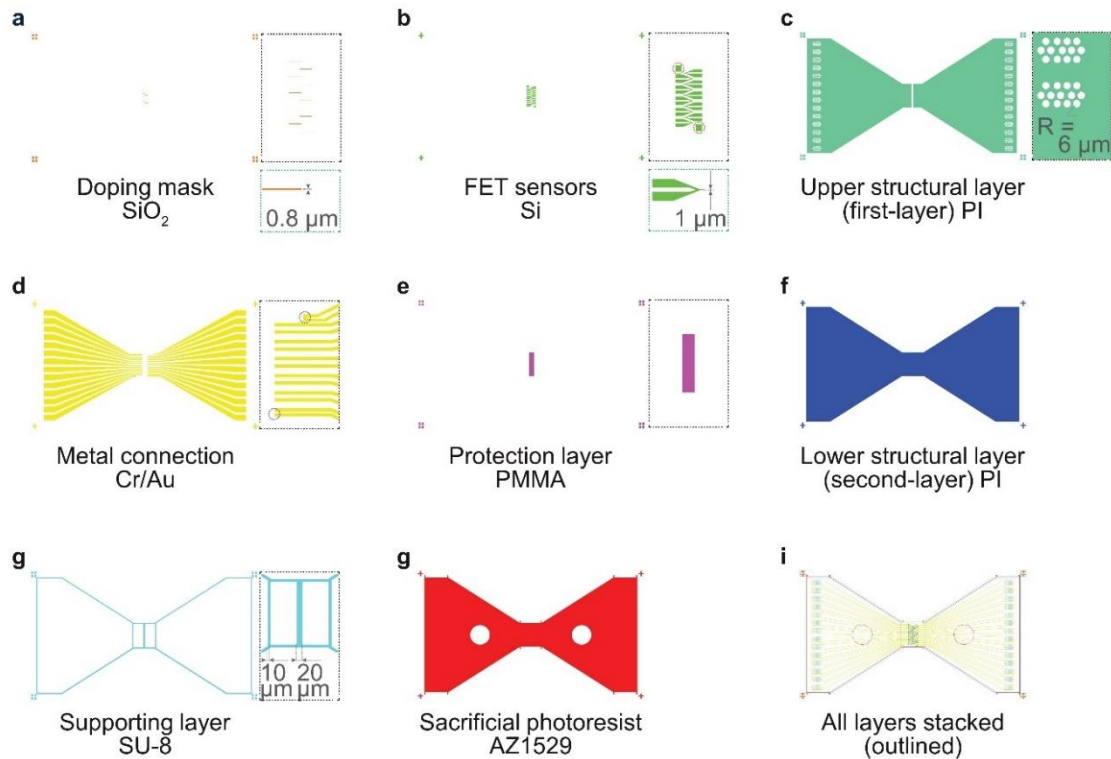 a
0.8 µm
Doping mask
SiO₂
b
1 µm
FET sensors
Si
c
R =
6 µm
Upper structural layer
(first-layer) PI
d
Metal connection
Cr/Au
e
Protection layer
PMMA
f
Lower structural layer
(second-layer) PI
g
10 20
µm µm
Supporting layer
SU-8
g
Sacrificial photoresist
AZ1529
i
All layers stacked
(outlined)